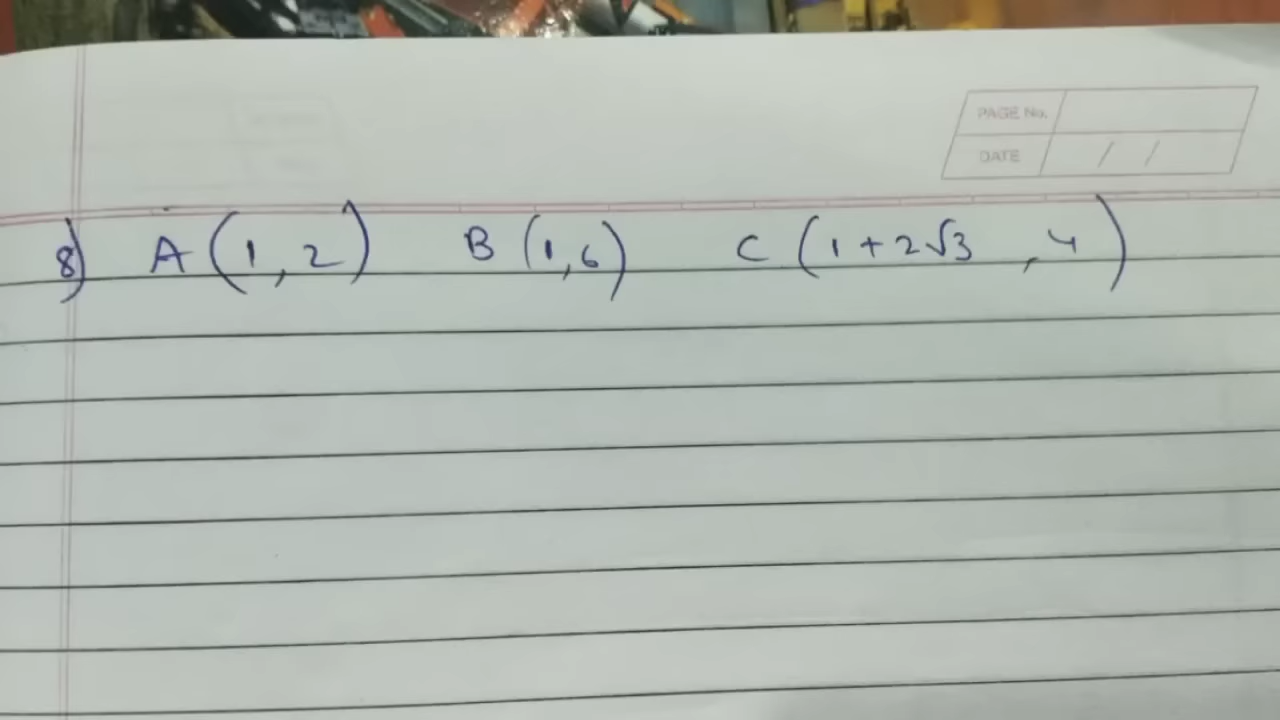 PAGE No.
DATE / /
8) A (1, 2) B (1,6) C (1 + 2√3 , 4)